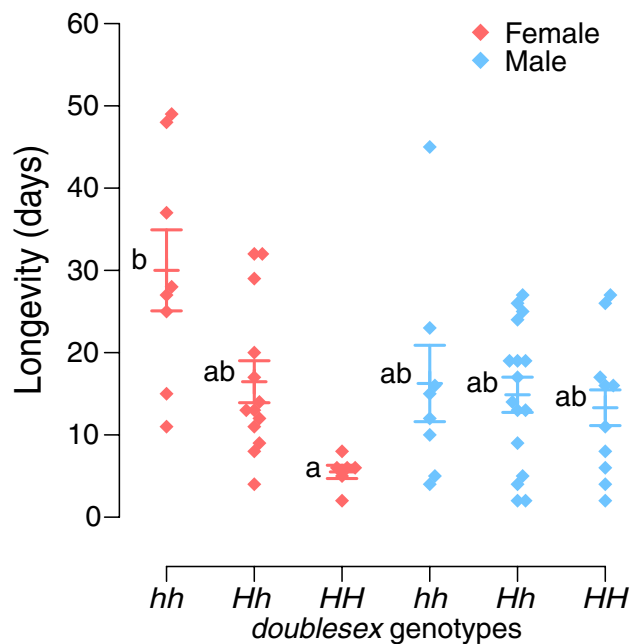 60
50
40
30
20
10
0
Longevity (days)
Female
Male
b
ab
a
ab
ab
ab
hh Hh HH hh Hh HH
doublesex genotypes